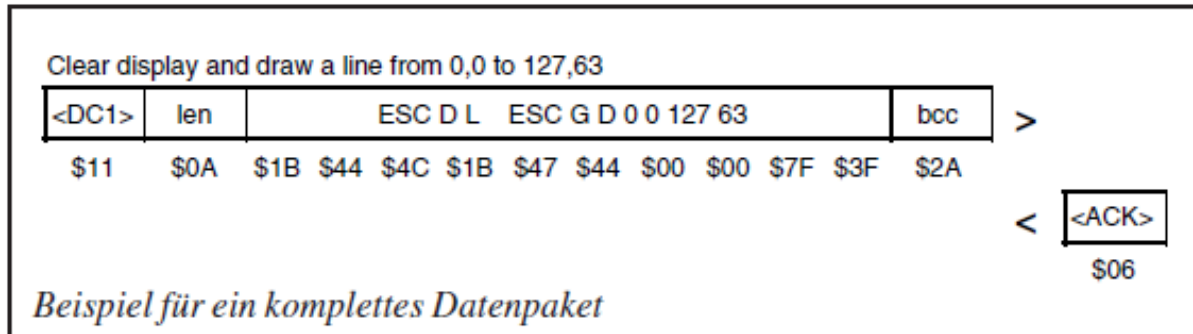 Clear display and draw a line from 0,0 to 127,63
<DC1> len ESC D L ESC G D 0 0 127 63 bcc >
$11 $0A $1B $44 $4C $1B $47 $44 $00 $00 $7F $3F $2A
< <ACK>
$06
Beispiel für ein komplettes Datenpaket